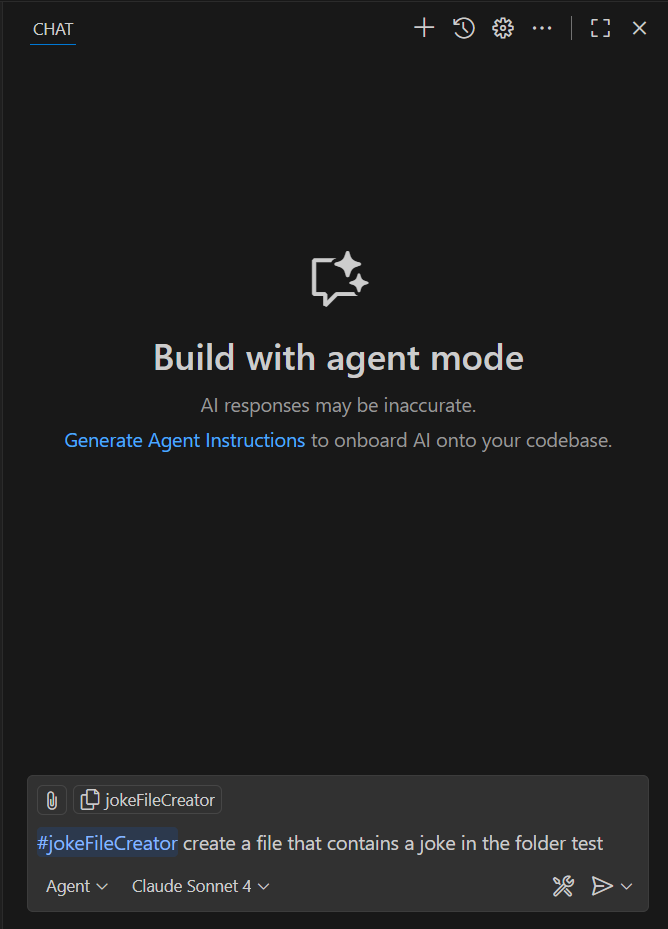 CHAT
Build with agent mode
AI responses may be inaccurate.
Generate Agent Instructions to onboard AI onto your codebase.
jokeFileCreator
#jokeFileCreator create a file that contains a joke in the folder test
Agent Claude Sonnet 4